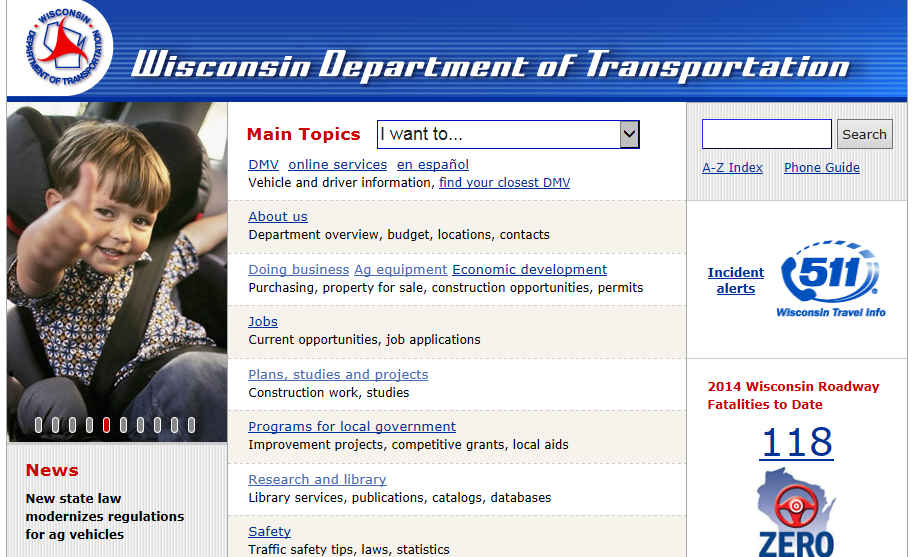 WISCONSIN
DEPARTMENT OF TRANSPORTATION
Wisconsin Department of Transportation
Main Topics
I want to...
DMV online services en español
Vehicle and driver information, find your closest DMV
About us
Department overview, budget, locations, contacts
Doing business Ag equipment Economic development
Purchasing, property for sale, construction opportunities, permits
Jobs
Current opportunities, job applications
Plans, studies and projects
Construction work, studies
Programs for local government
Improvement projects, competitive grants, local aids
Research and library
Library services, publications, catalogs, databases
Safety
Traffic safety tips, laws, statistics
News
New state law
modernizes regulations
for ag vehicles
Search
A-Z Index Phone Guide
Incident
alerts
511
Wisconsin Travel Info
2014 Wisconsin Roadway
Fatalities to Date
118
ZERO